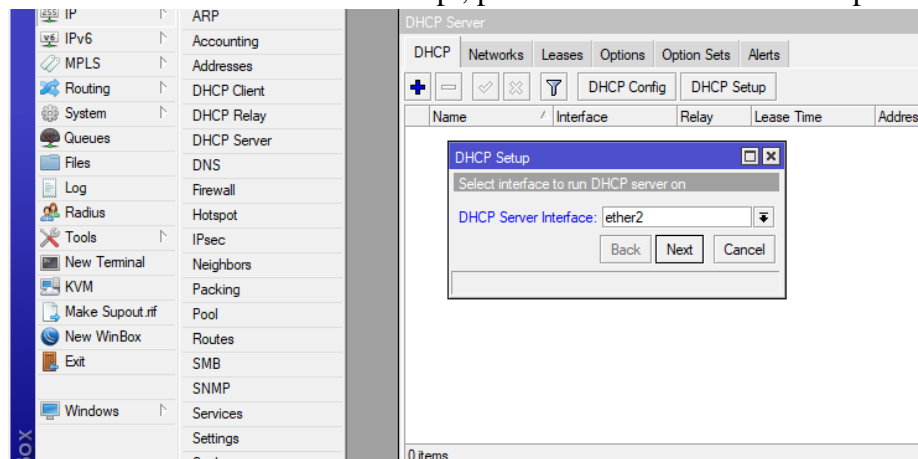 IP
IPv6
MPLS
Routing
System
Queues
Files
Log
Radius
Tools
New Terminal
KVM
Make Supout.rif
New WinBox
Exit
Windows
ARP
Accounting
Addresses
DHCP Client
DHCP Relay
DHCP Server
DNS
Firewall
Hotspot
IPsec
Neighbors
Packing
Pool
Routes
SMB
SNMP
Services
Settings
DHCP Server
DHCP Networks Leases Options Option Sets Alerts
DHCP Config DHCP Setup
Name Interface Relay Lease Time Addres
DHCP Setup
Select interface to run DHCP server on
DHCP Server Interface: ether2
Back Next Cancel
0 items